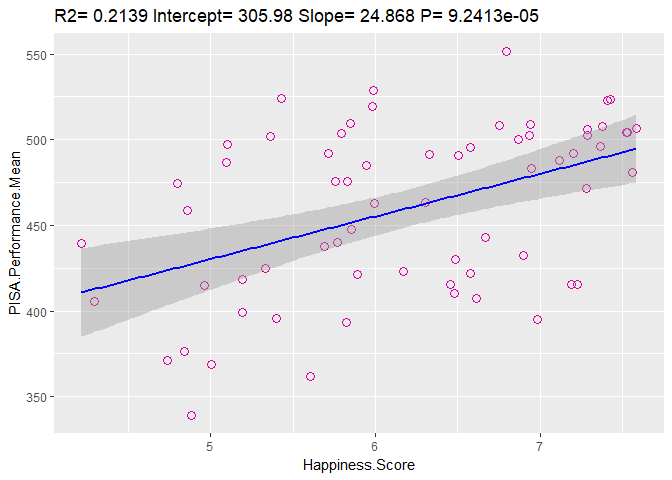 R2= 0.2139 Intercept= 305.98 Slope= 24.868 P= 9.2413e-05
PISA.Performance.Mean
550
500
450
400
350
5
6
7
Happiness.Score